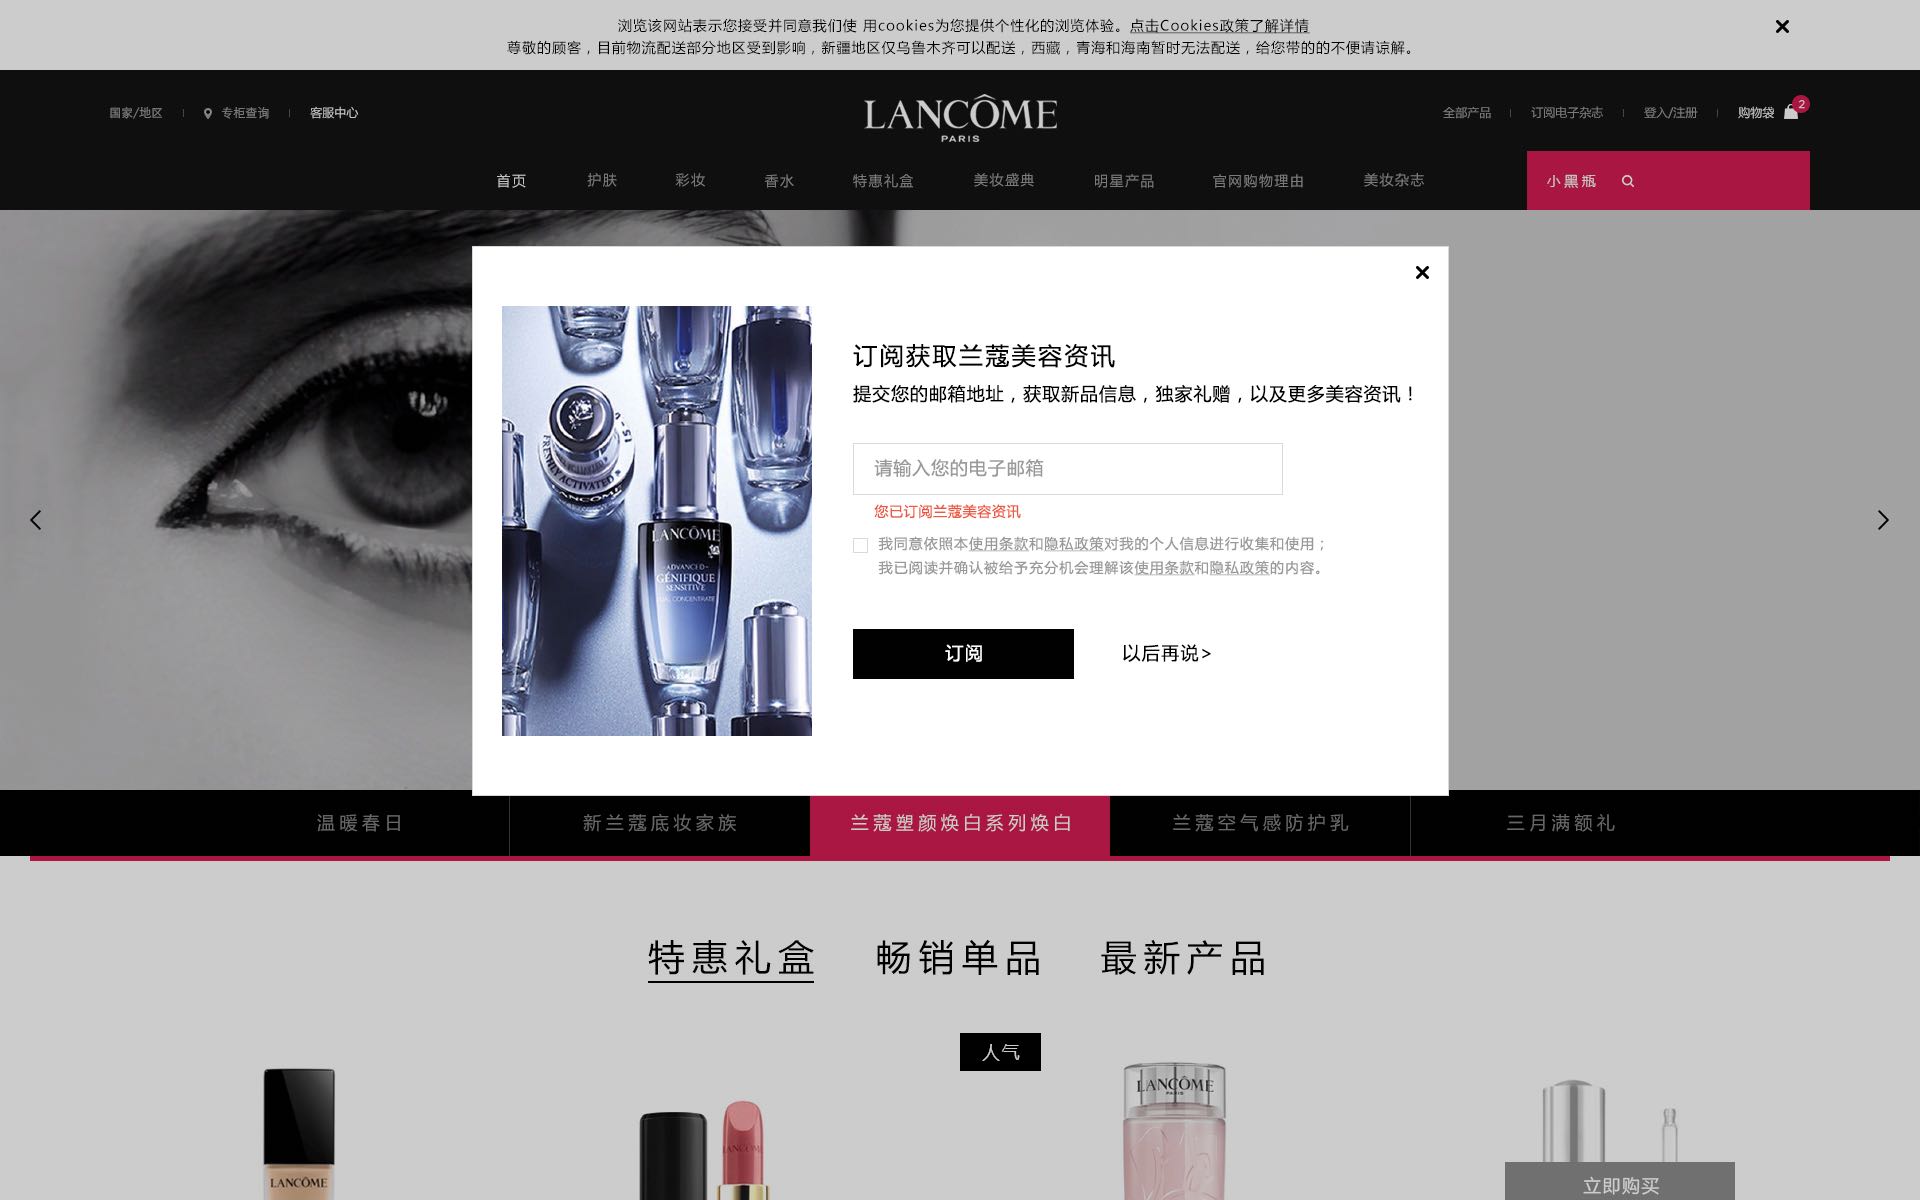 浏览该网站表示您接受并同意我们使 用cookies为您提供个性化的浏览体验。点击Cookies政策了解详情
尊敬的顾客，目前物流配送部分地区受到影响，新疆地区仅乌鲁木齐可以配送，西藏，青海和海南暂时无法配送，给您带的的不便请谅解。
国家/地区
专柜查询
客服中心
LANCÔME
PARIS
全部产品
订阅电子杂志
登入/注册
购物袋
2
首页
护肤
彩妆
香水
特惠礼盒
美妆盛典
明星产品
官网购物理由
美妆杂志
小黑瓶
订阅获取兰蔻美容资讯
提交您的邮箱地址，获取新品信息，独家礼赠，以及更多美容资讯！
请输入您的电子邮箱
您已订阅兰蔻美容资讯
我同意依照本使用条款和隐私政策对我的个人信息进行收集和使用；
我已阅读并确认被给予充分机会理解该使用条款和隐私政策的内容。
订阅
以后再说>
FRESHLY ACTIVATED
LANCÔME
LANCÔME
ADVANCED
GÉNIFIQUE
SENSITIVE
DUAL CONCENTRATE
温暖春日
新兰蔻底妆家族
兰蔻塑颜焕白系列焕白
兰蔻空气感防护乳
三月满额礼
特惠礼盒
畅销单品
最新产品
人气
LANCÔME
LANCÔME
LANCÔME
PARIS
立即购买